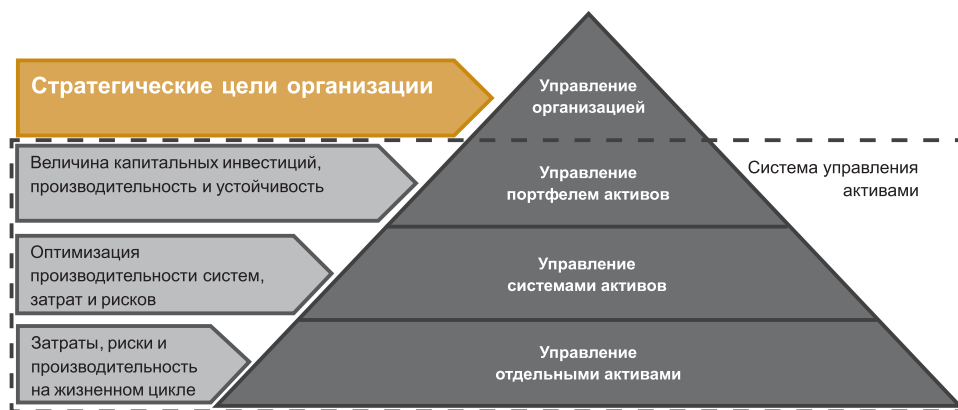 Стратегические цели организации
Управление
организацией
Величина капитальных инвестиций,
производительность и устойчивость
Управление
портфелем активов
Система управления
активами
Оптимизация
производительности систем,
затрат и рисков
Управление
системами активов
Затраты, риски и
производительность
на жизненном цикле
Управление
отдельными активами